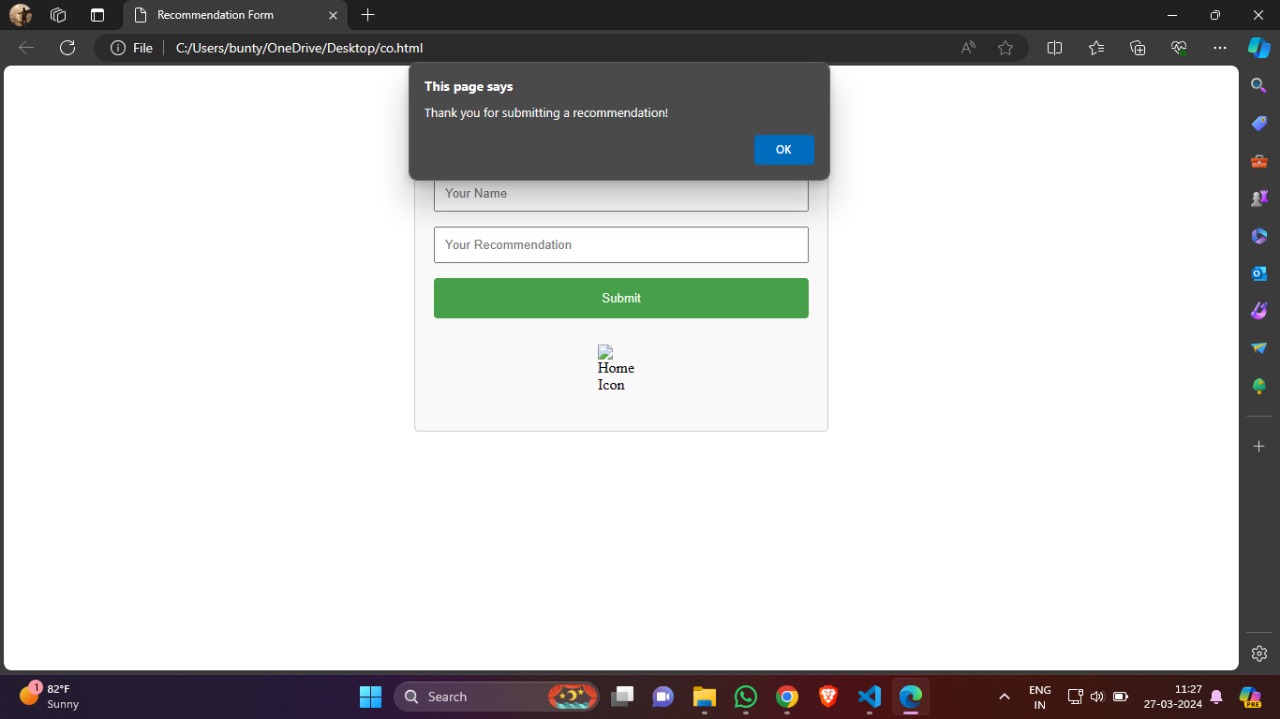 Recommendation Form
File
C:/Users/bunty/OneDrive/Desktop/co.html
This page says
Thank you for submitting a recommendation!
OK
Your Name
Your Recommendation
Submit
Home
Icon
1
82°F
Sunny
Search
ENG
IN
11:27
27-03-2024
PRE